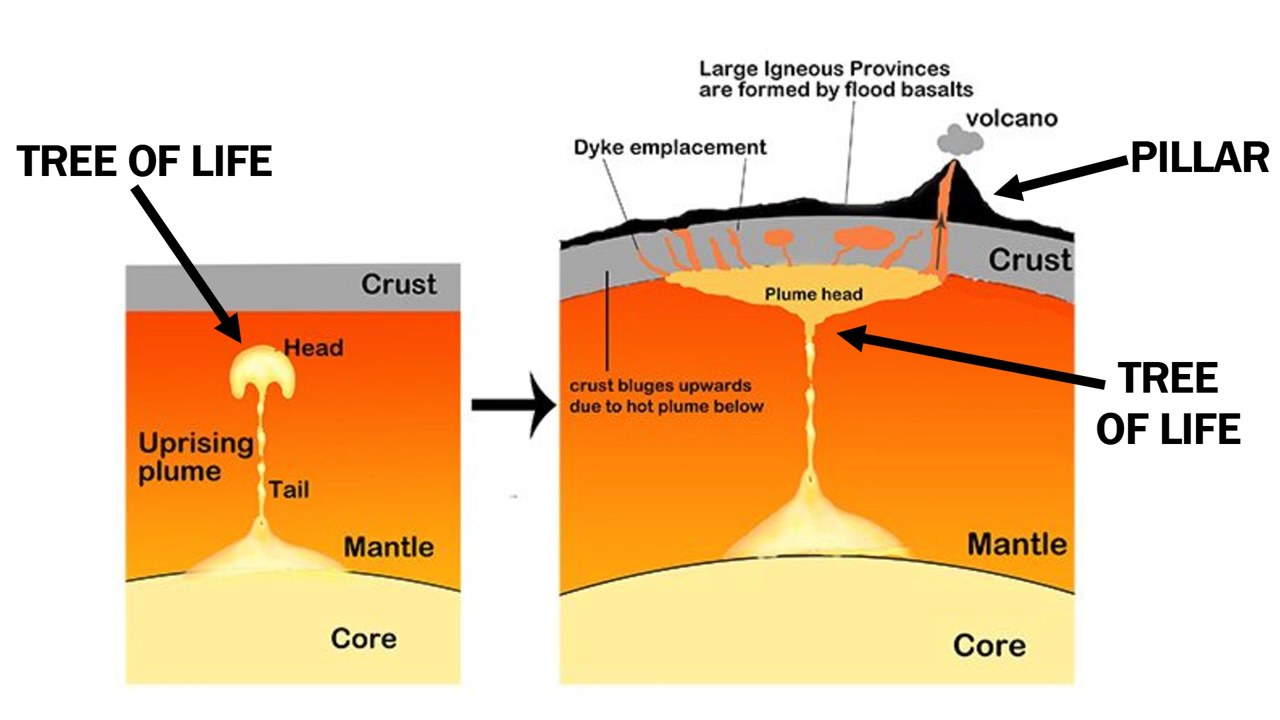 TREE OF LIFE
Crust
Head
Uprising
plume
Tail
Mantle
Core
Large Igneous Provinces
are formed by flood basalts
volcano
Dyke emplacement
PILLAR
Crust
Plume head
crust bluges upwards
due to hot plume below
TREE
OF LIFE
Mantle
Core